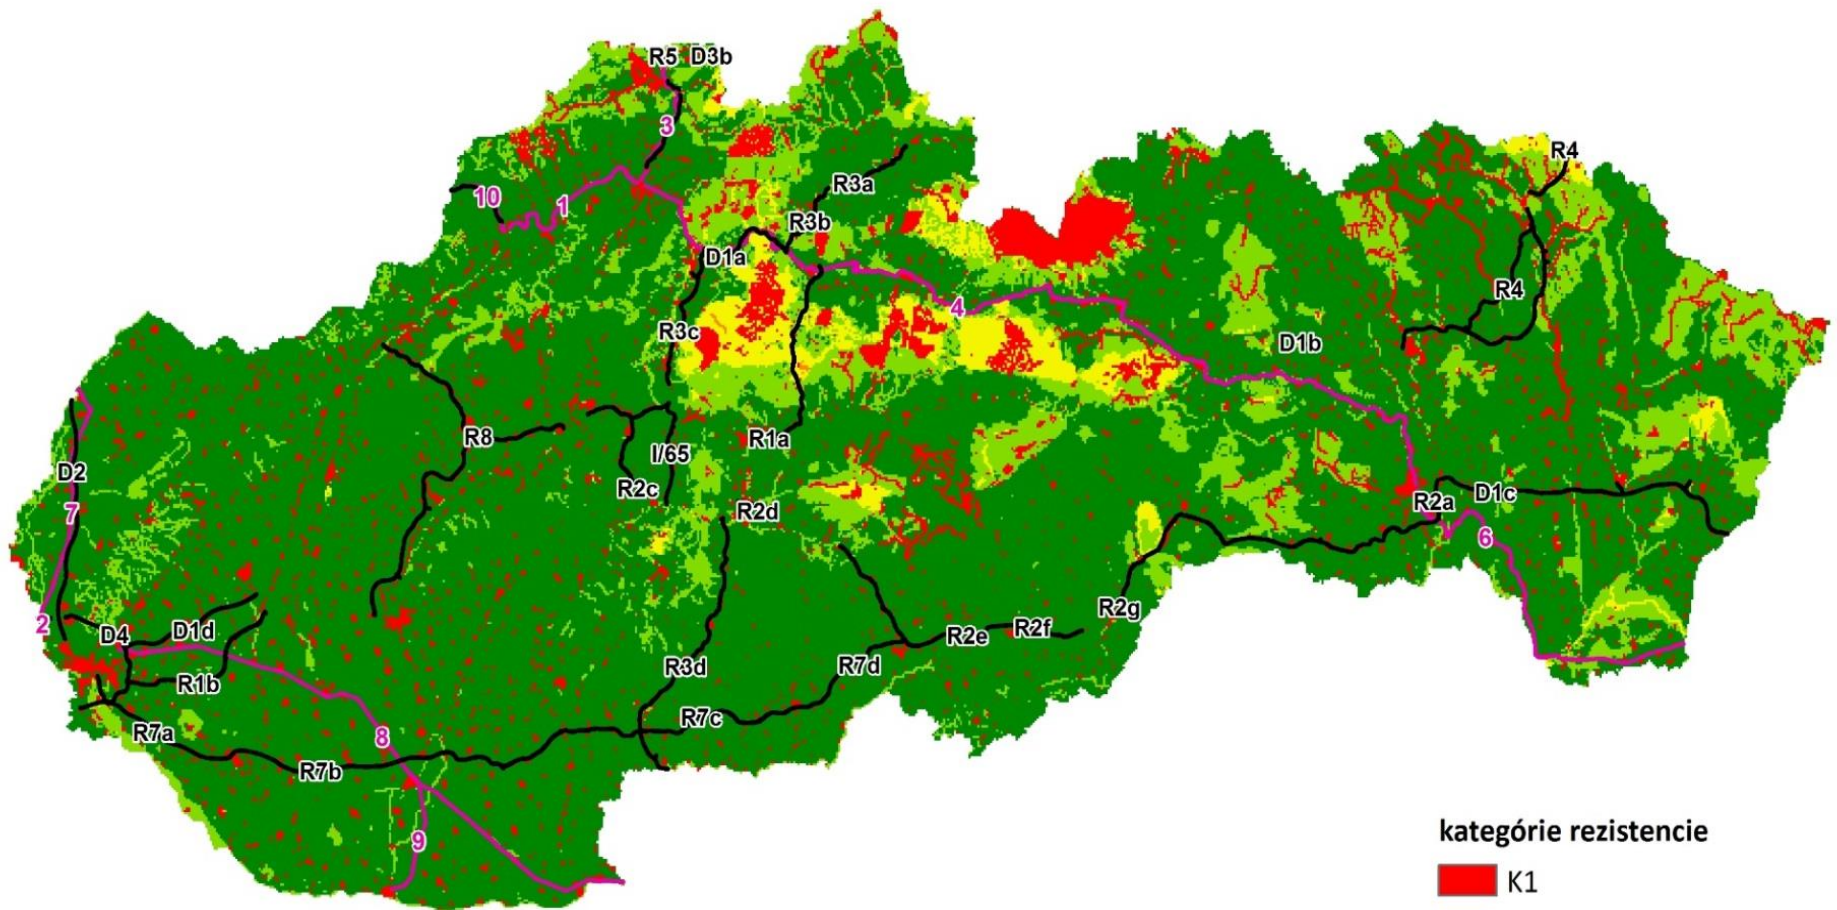 R5 D3b
3
R4
R3a
10
1
R3b
D1a
R4
4
R3c
D1b
R8
R1a
I/65
D2
R2c
D1c
R2a
7
R2d
6
R2g
2
D4
D1d
R2f
R2e
R3d
R7d
R1b
R7c
R7a
8
R7b
kategórie rezistencie
9
K1